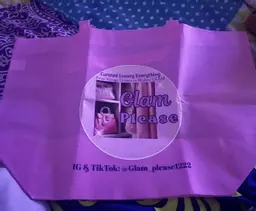 Curated Luxury Everything
Glam
Please
IG & TikTok: @Glam_please1222